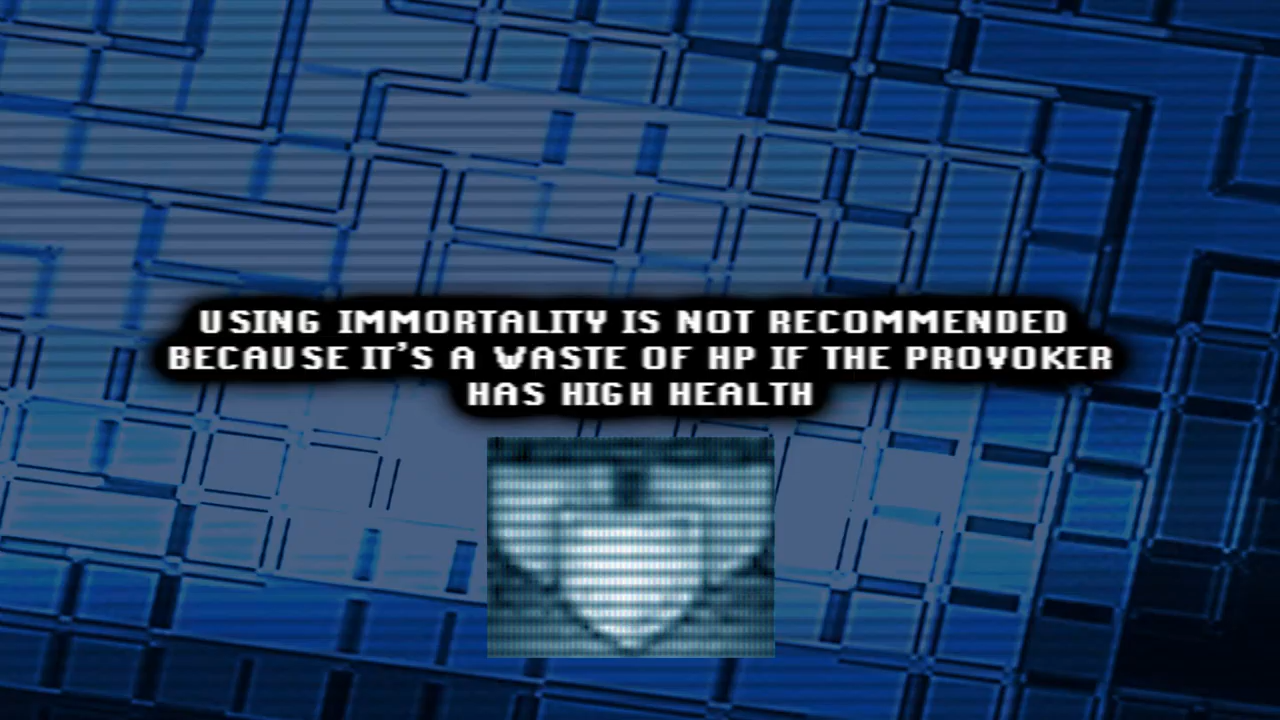 USING IMMORTALITY IS NOT RECOMMENDED
BECAUSE IT'S A WASTE OF HP IF THE PROVOKER
HAS HIGH HEALTH